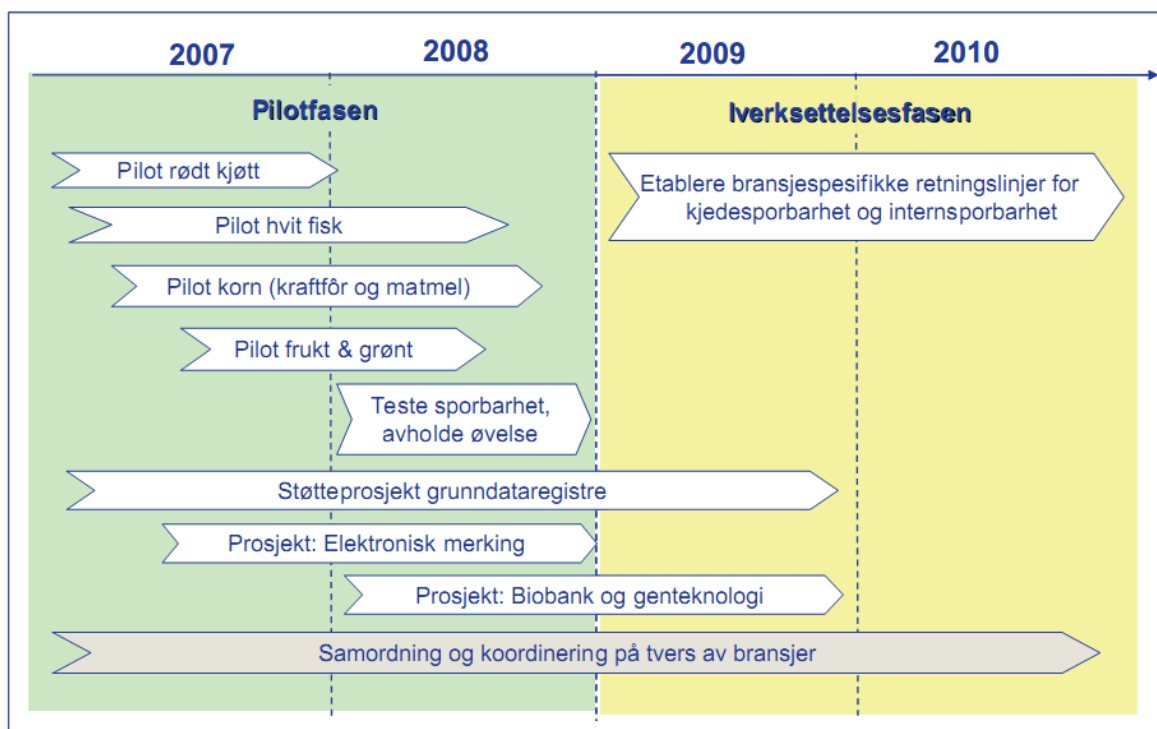 2007
2008
2009
2010
Pilotfasen
Iverksettelsesfasen
Pilot rødt kjøtt
Etablere bransjespesifikke retningslinjer for
kjedesporbarhet og internsporbarhet
Pilot hvit fisk
Pilot korn (kraftfôr og matmel)
Pilot frukt & grønt
Teste sporbarhet,
avholde øvelse
Støtteprosjekt grunndataregistre
Prosjekt: Elektronisk merking
Prosjekt: Biobank og genteknologi
Samordning og koordinering på tvers av bransjer